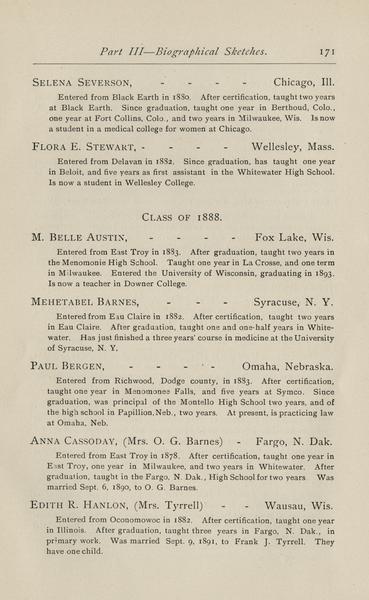 Part III—Biographical Sketches. 171
SELENA SEVERSON, - - - - Chicago, Ill.
Entered from Black Earth in 1880. After certification, taught two years
at Black Earth. Since graduation, taught one year in Berthoud, Colo.,
one year at Fort Collins, Colo., and two years in Milwaukee, Wis. Is now
a student in a medical college for women at Chicago.
FLORA E. STEWART, - - - - Wellesley, Mass.
Entered from Delavan in 1882. Since graduation, has taught one year
in Beloit, and five years as first assistant in the Whitewater High School.
Is now a student in Wellesley College.
CLASS OF 1888.
M. BELLE AUSTIN, - - - - Fox Lake, Wis.
Entered from East Troy in 1883. After graduation, taught two years in
the Menomonie High School. Taught one year in La Crosse, and one term
in Milwaukee. Entered the University of Wisconsin, graduating in 1893.
Is now a teacher in Downer College.
MEHETABEL BARNES, - - - Syracuse, N. Y.
Entered from Eau Claire in 1882. After certification, taught two years
in Eau Claire. After graduation, taught one and one-half years in White-
water. Has just finished a three years' course in medicine at the University
of Syracuse, N. Y.
PAUL BERGEN, - - - - Omaha, Nebraska.
Entered from Richwood, Dodge county, in 1883. After certification,
taught one year in Menomonee Falls, and five years at Symco. Since
graduation, was principal of the Montello High School two years, and of
the high school in Papillion, Neb., two years. At present, is practicing law
at Omaha, Neb.
ANNA CASSODAY, (Mrs. O. G. Barnes) - Fargo, N. Dak.
Entered from East Troy in 1878. After certification, taught one year in
East Troy, one year in Milwaukee, and two years in Whitewater. After
graduation, taught in the Fargo, N. Dak., High School for two years Was
married Sept. 6, 1890, to O. G. Barnes.
EDITH R. HANLON, (Mrs. Tyrrell) - - Wausau, Wis.
Entered from Oconomowoc in 1882. After certification, taught one year
in Illinois. After graduation, taught three years in Fargo, N. Dak., in
primary work. Was married Sept. 9, 1891, to Frank J. Tyrrell. They
have one child.